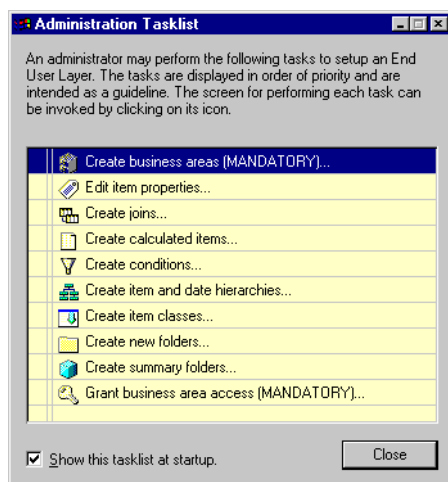 Administration Tasklist
An administrator may perform the following tasks to setup an End
User Layer. The tasks are displayed in order of priority and are
intended as a guideline. The screen for performing each task can
be invoked by clicking on its icon.
Create business areas (MANDATORY)...
Edit item properties...
Create joins...
Create calculated items...
Create conditions...
Create item and date hierarchies...
Create item classes...
Create new folders...
Create summary folders...
Grant business area access (MANDATORY)...
Show this tasklist at startup.
Close